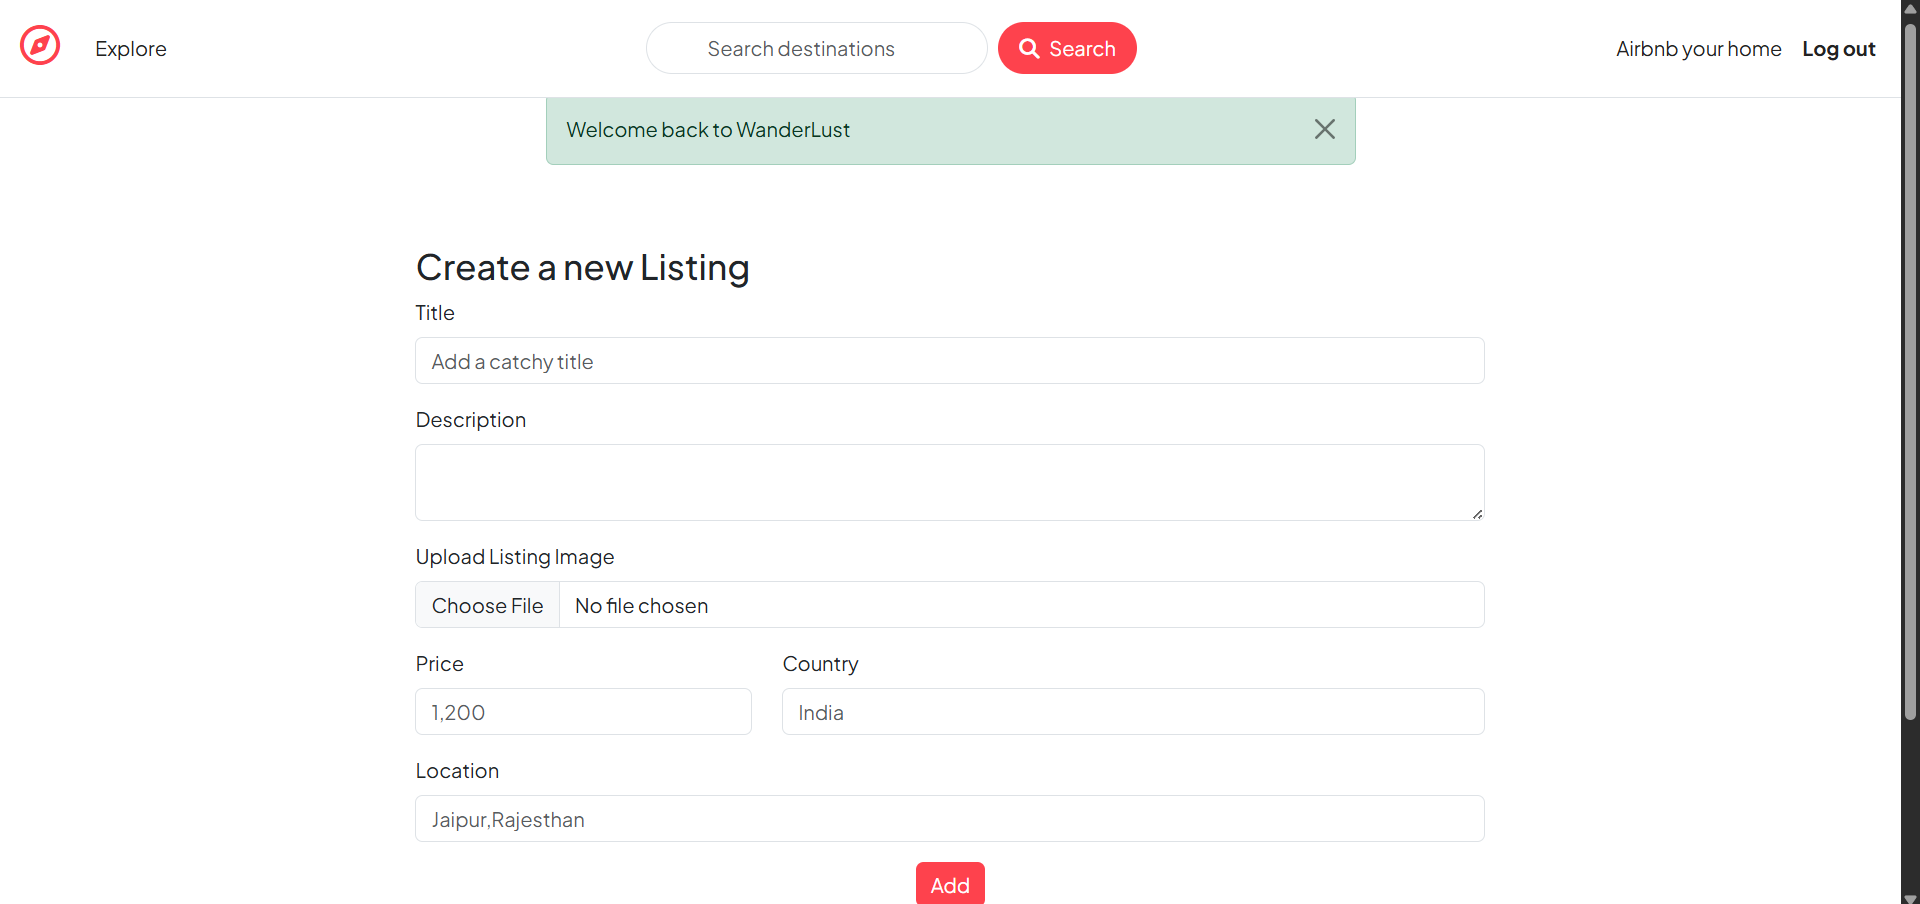 Explore
Search destinations
Search
Airbnb your home
Log out
Welcome back to WanderLust
Create a new Listing
Title
Add a catchy title
Description
Upload Listing Image
Choose File No file chosen
Price Country
1,200 India
Location
Jaipur,Rajesthan
Add